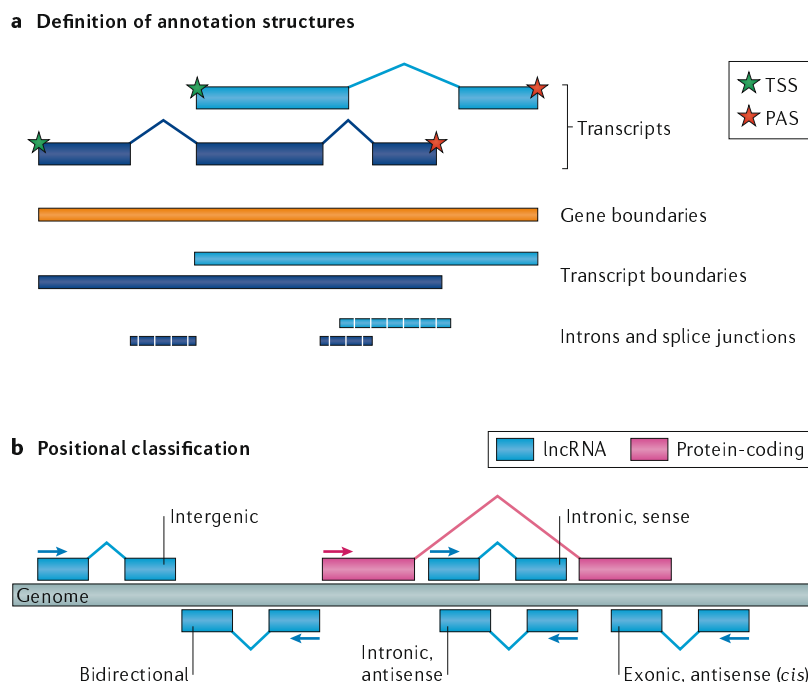 a Definition of annotation structures
TSS
PAS
Transcripts
Gene boundaries
Transcript boundaries
Introns and splice junctions
b Positional classification
lncRNA Protein-coding
Intergenic
Intronic, sense
Genome
Bidirectional
Intronic,
antisense
Exonic, antisense (cis)